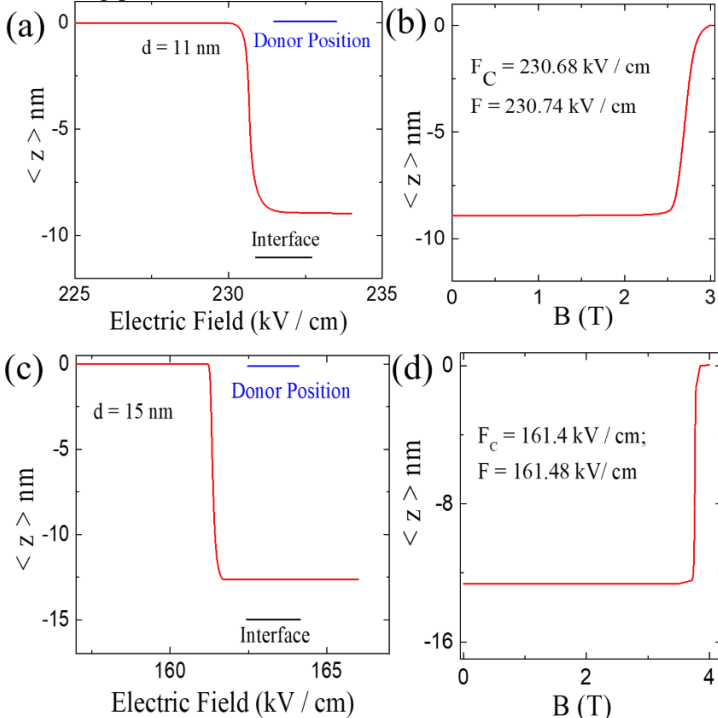 (a)
0
-5
-10
< z > nm
d = 11 nm
Donor Position
Interface
225
230
235
Electric Field (kV / cm)
(b)
0
-5
-10
< z > nm
F_C = 230.68 kV / cm
F = 230.74 kV / cm
0
1
2
3
B (T)
(c)
0
-5
-10
-15
< z > nm
d = 15 nm
Donor Position
Interface
160
165
Electric Field (kV / cm)
(d)
0
-8
-16
< z > nm
F_C = 161.4 kV / cm;
F = 161.48 kV/ cm
0
2
4
B (T)